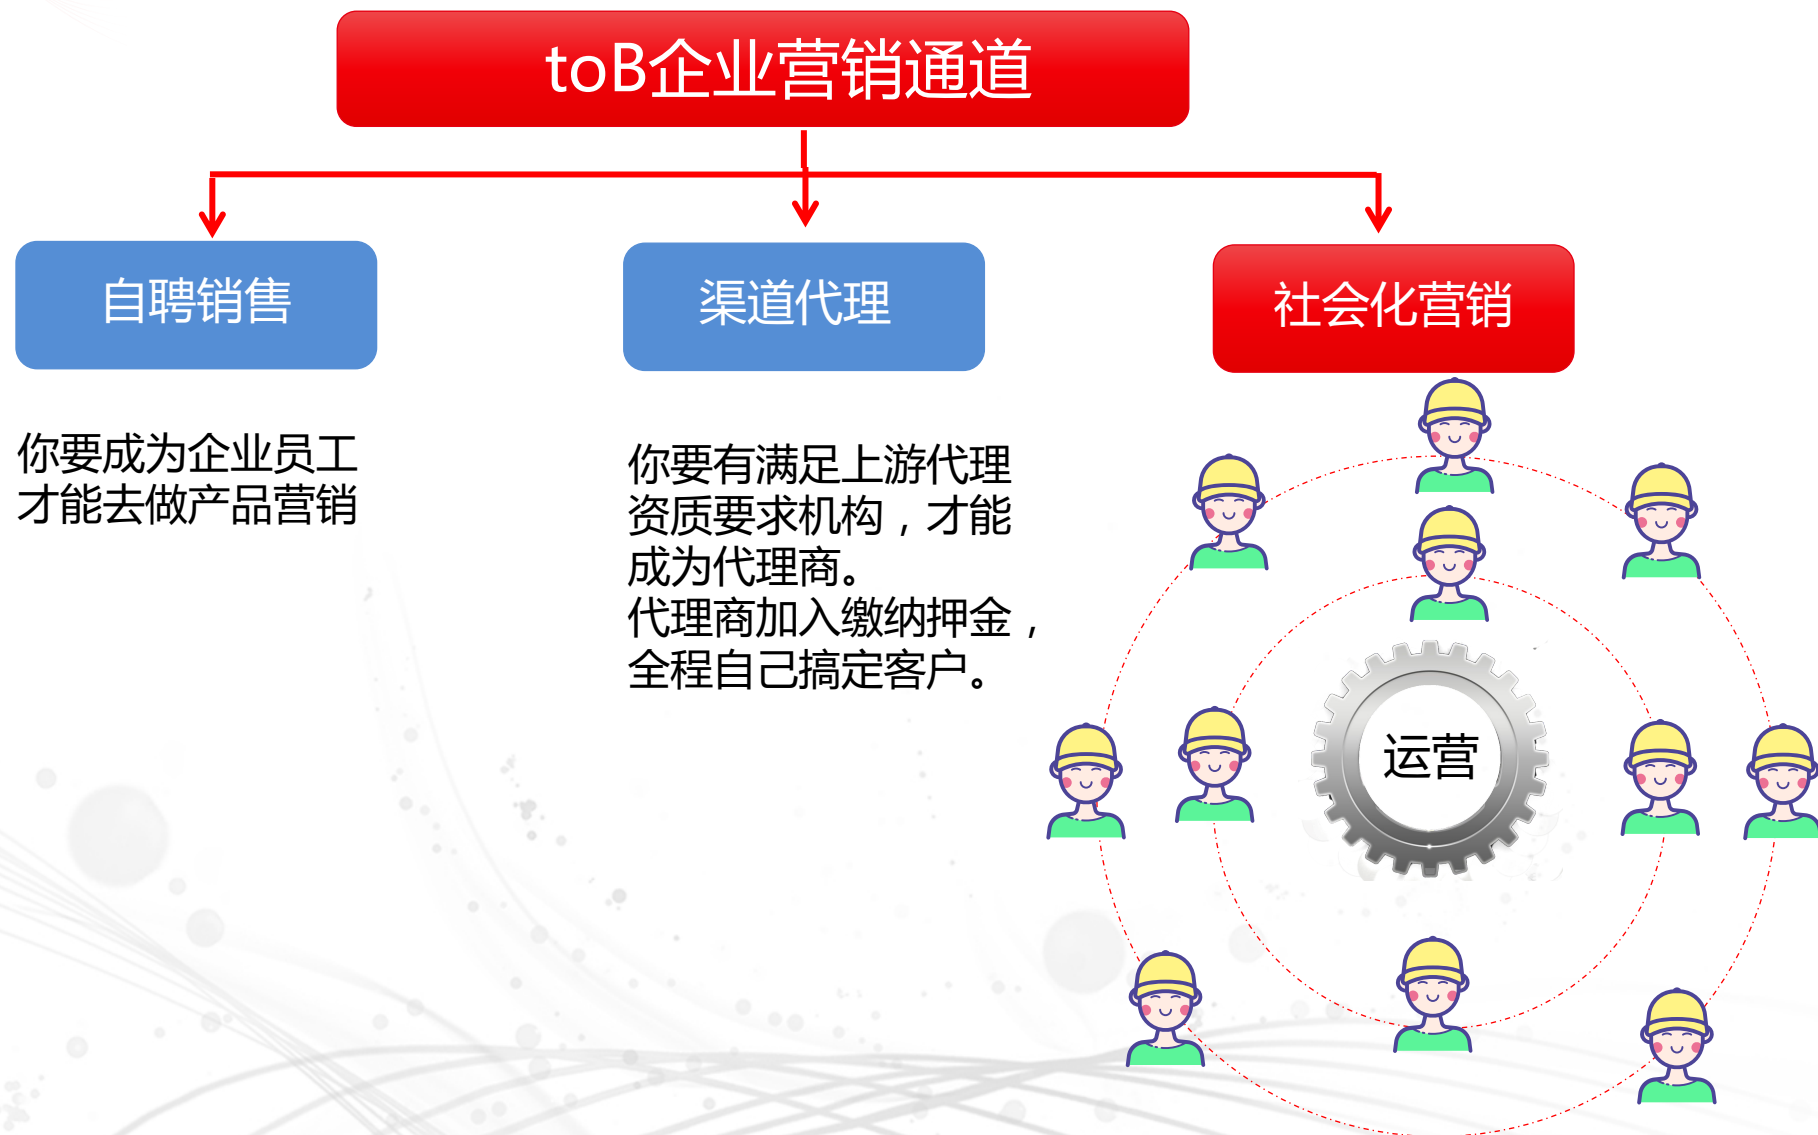 toB企业营销通道
自聘销售
渠道代理
社会化营销
你要成为企业员工
才能去做产品营销
你要有满足上游代理
资质要求机构，才能
成为代理商。
代理商加入缴纳押金，
全程自己搞定客户。
运营